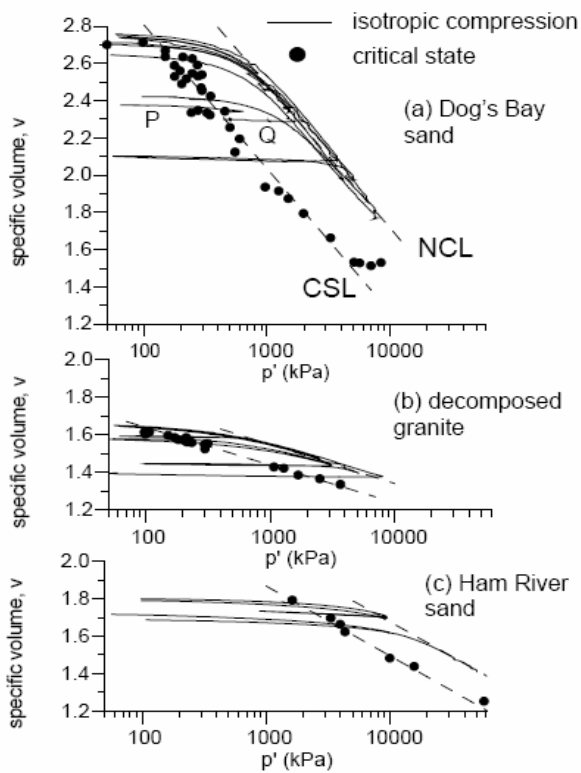 isotropic compression
critical state
2.8
2.6
2.4
2.2
2.0
1.8
1.6
1.4
1.2
specific volume, v
P
Q
(a) Dog's Bay
sand
NCL
CSL
100
1000
10000
p' (kPa)
1.8
1.6
1.4
1.2
specific volume, v
(b) decomposed
granite
100
1000
10000
p' (kPa)
2.0
1.8
1.6
1.4
1.2
specific volume, v
(c) Ham River
sand
100
1000
10000
p' (kPa)